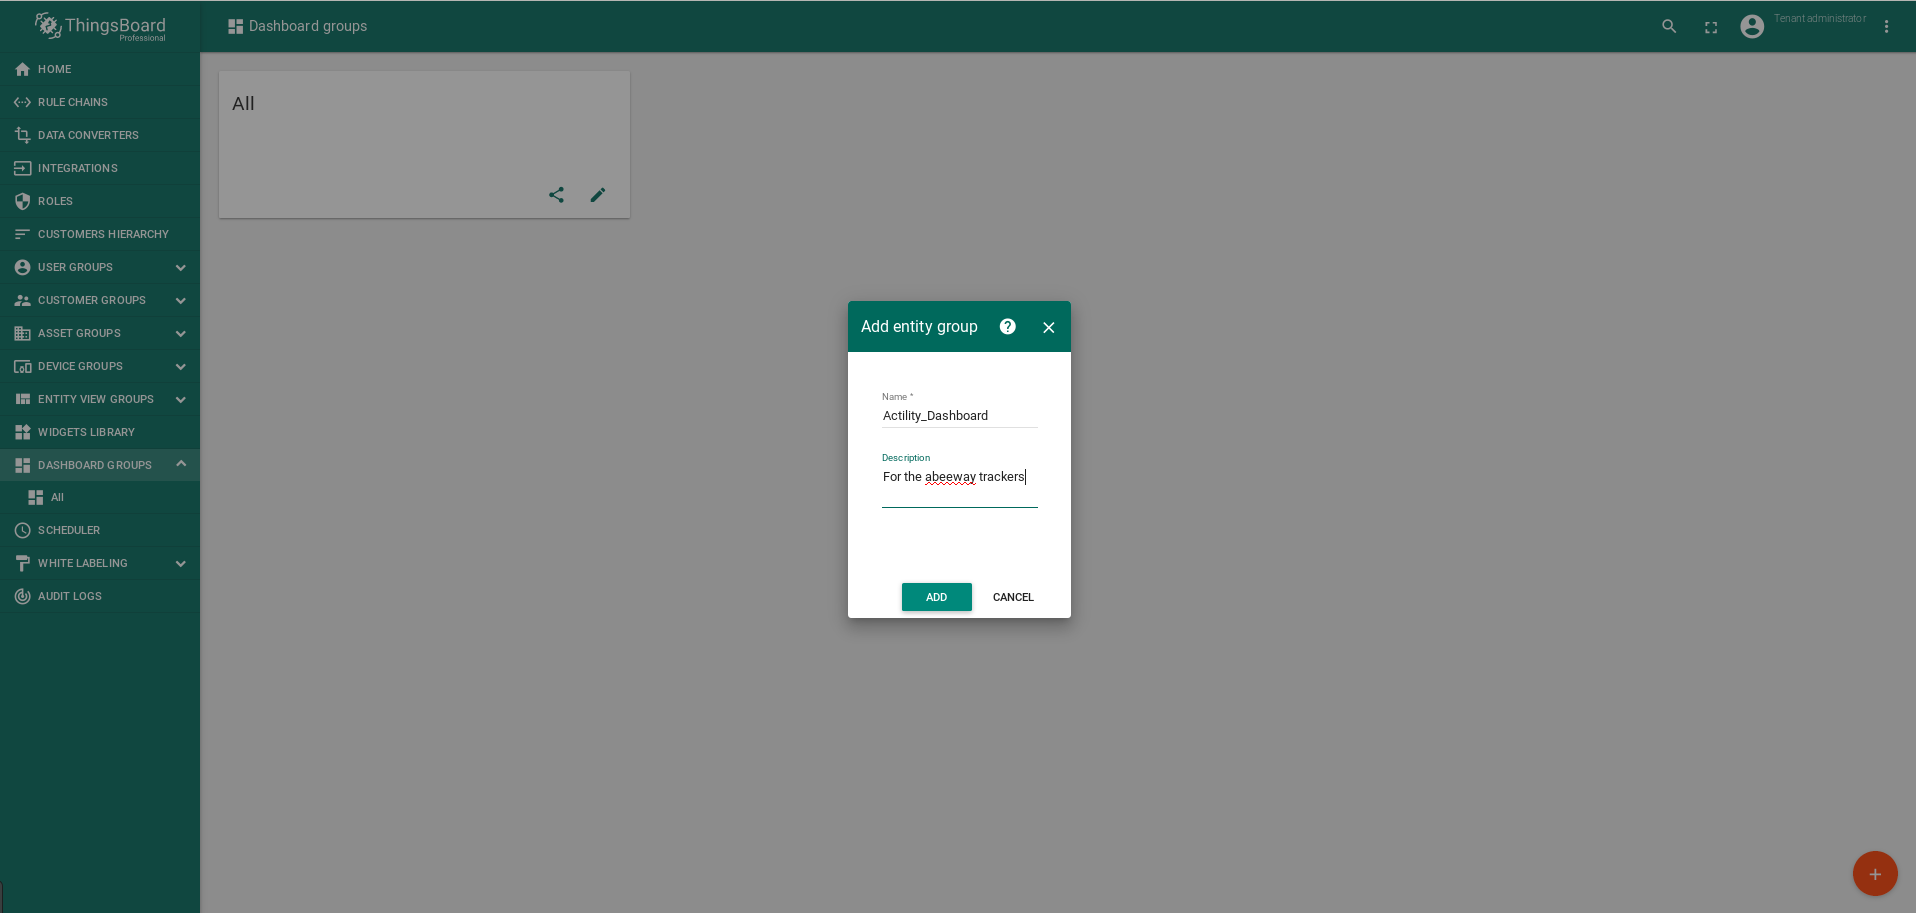 ThingsBoard
Professional
Dashboard groups
Tenant administrator
HOME
RULE CHAINS
DATA CONVERTERS
INTEGRATIONS
ROLES
CUSTOMERS HIERARCHY
USER GROUPS
CUSTOMER GROUPS
ASSET GROUPS
DEVICE GROUPS
ENTITY VIEW GROUPS
WIDGETS LIBRARY
DASHBOARD GROUPS
All
SCHEDULER
WHITE LABELING
AUDIT LOGS
All
Add entity group
Name *
Actility_Dashboard
Description
For the abeeway trackers
ADD CANCEL